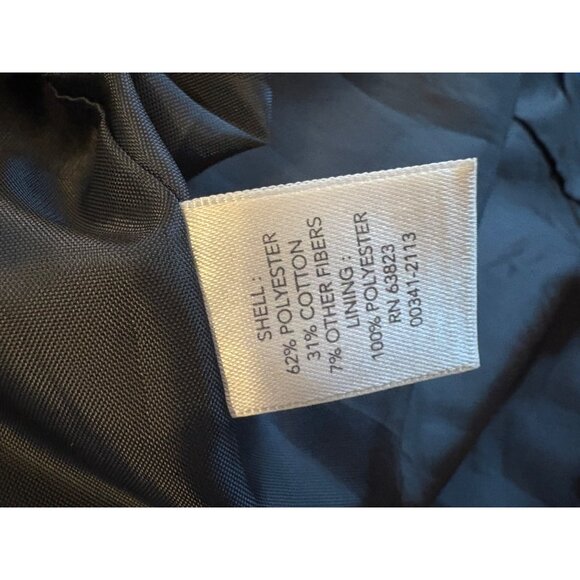 SHELL :
62% POLYESTER
31% COTTON
7% OTHER FIBERS
LINING :
100% POLYESTER
RN 63823
00341-2113